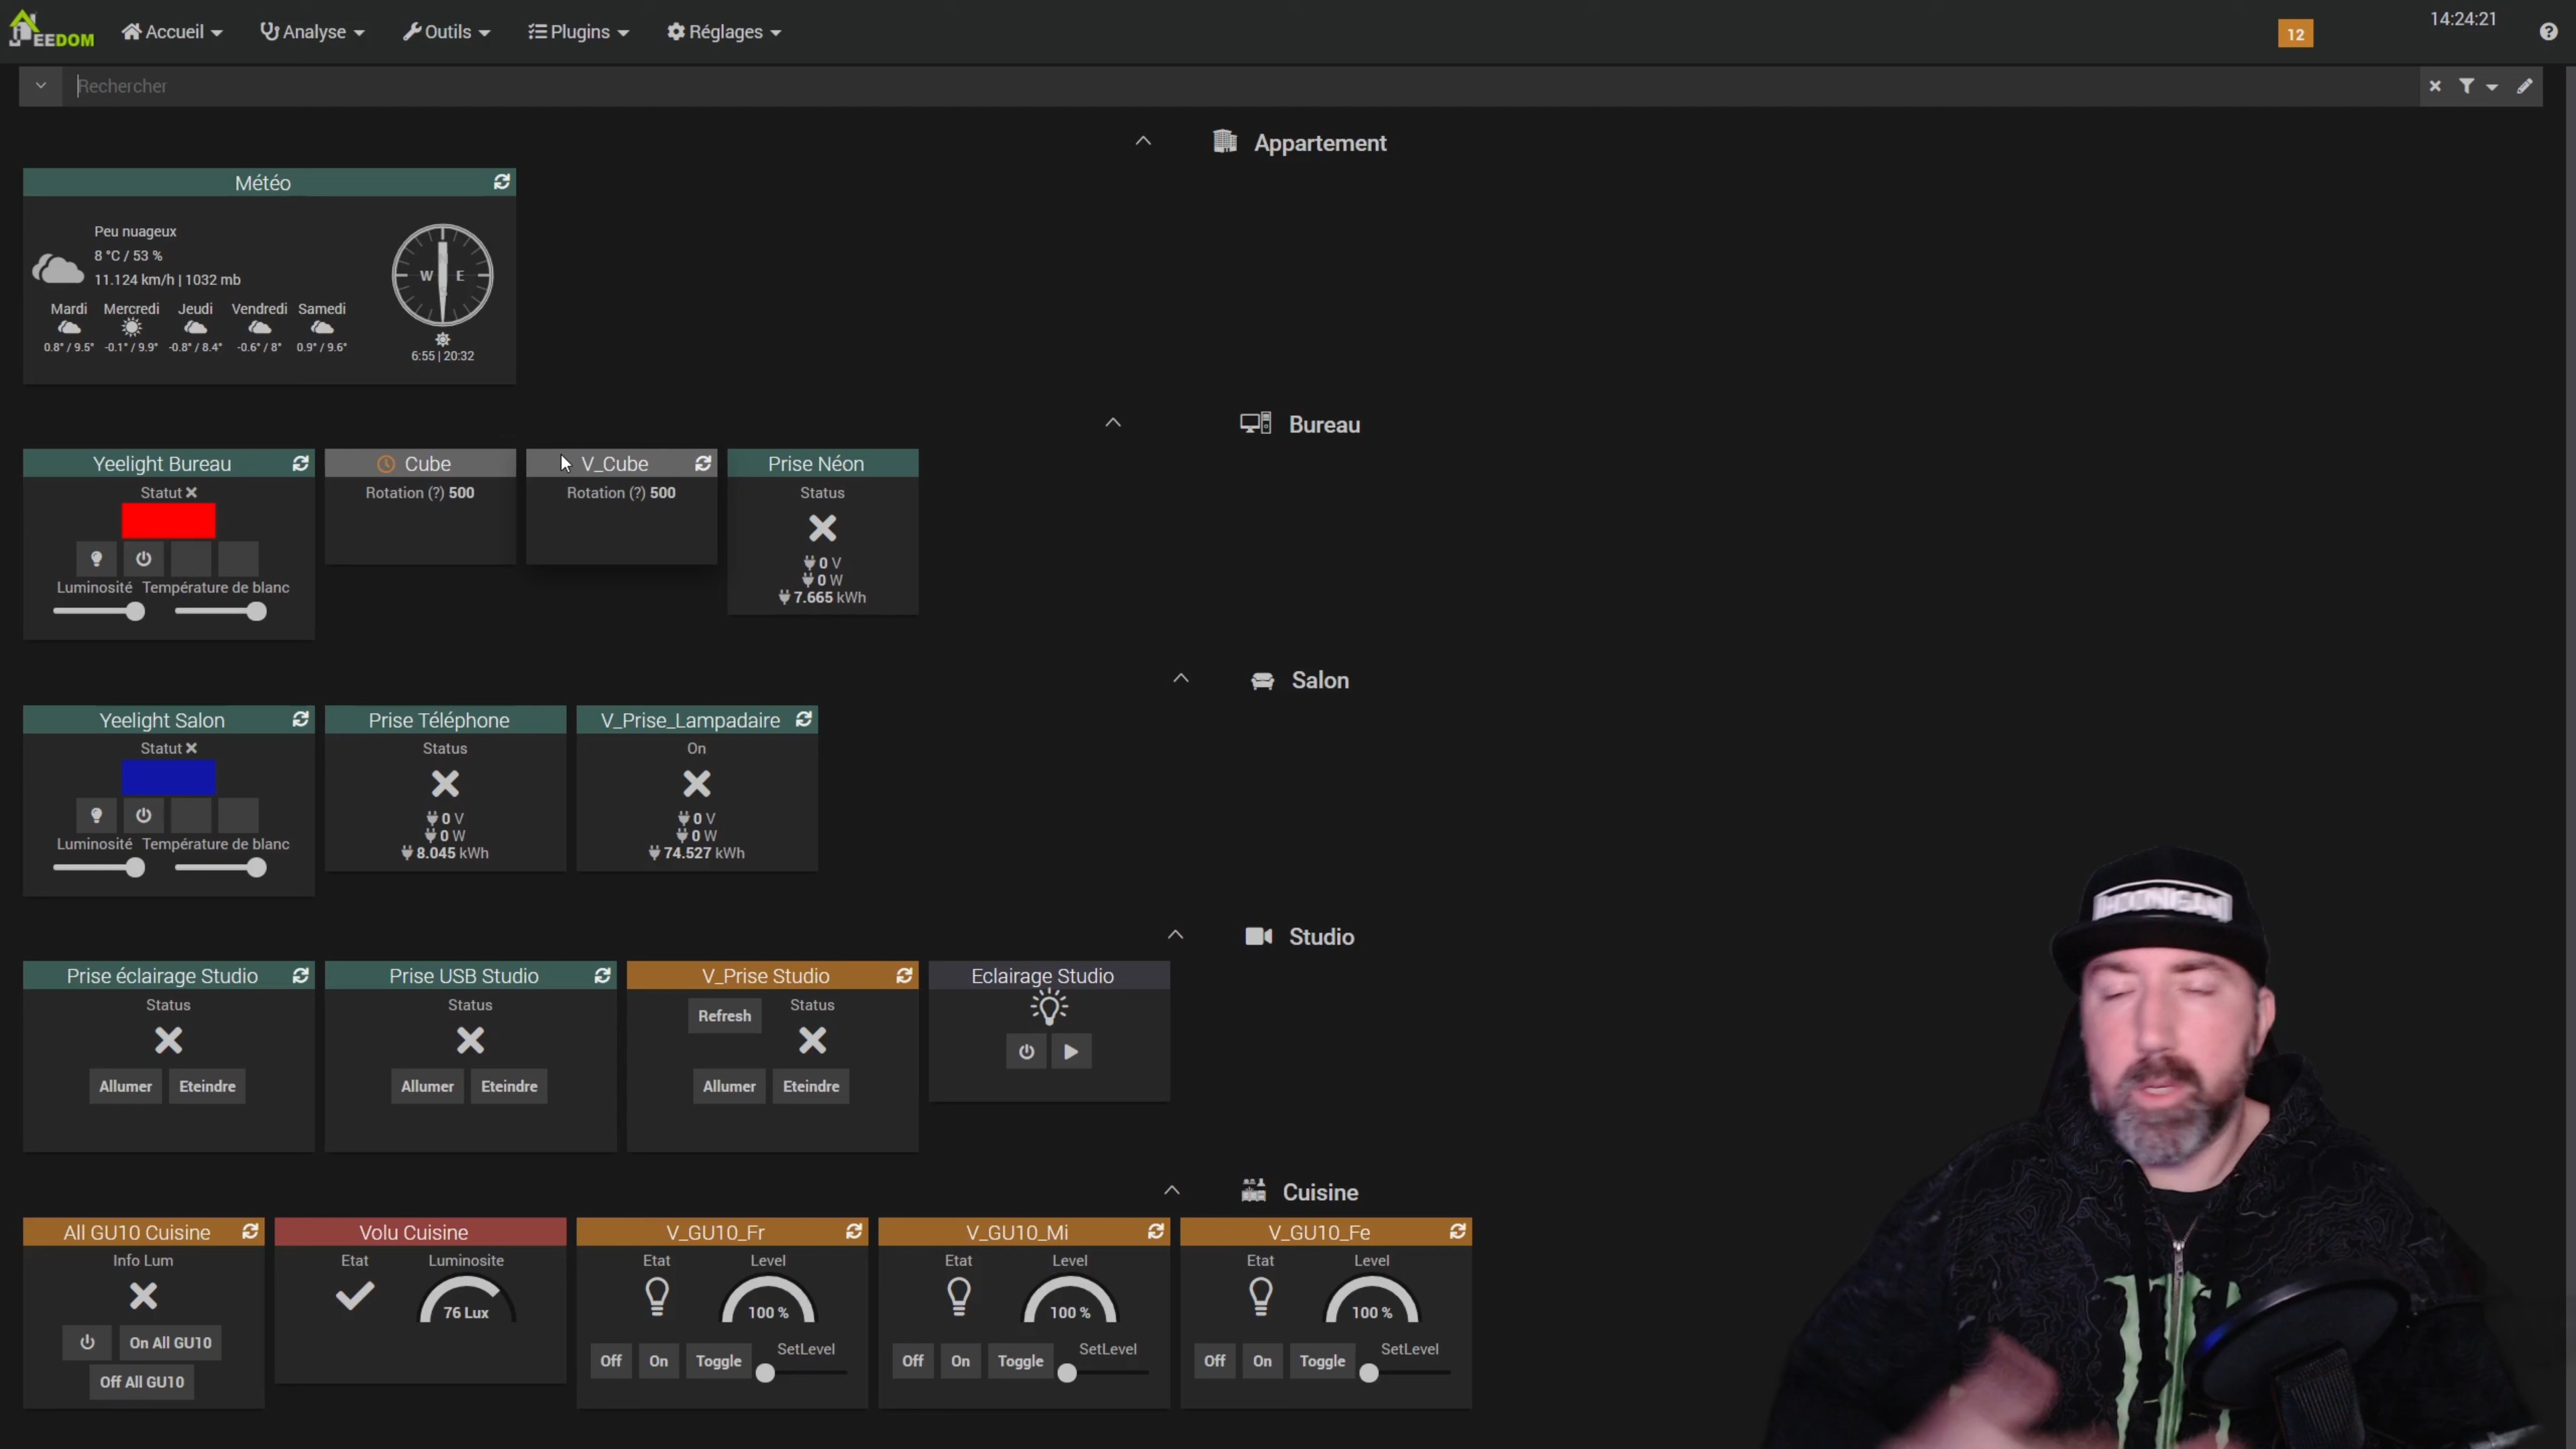 JEEDOM Accueil Analyse Outils Plugins Réglages 12 14:24:21
Rechercher
Appartement
Météo
Peu nuageux
8 °C / 53 %
11.124 km/h | 1032 mb
W E
Mardi Mercredi Jeudi Vendredi Samedi
0.8° / 9.5° -0.1° / 9.9° -0.8° / 8.4° -0.6° / 8° 0.9° / 9.6°
6:55 | 20:32
Bureau
Yeelight Bureau
Statut
Luminosité Température de blanc
Cube
Rotation (?) 500
V_Cube
Rotation (?) 500
Prise Néon
Status
0 V
0 W
7.665 kWh
Salon
Yeelight Salon
Statut
Luminosité Température de blanc
Prise Téléphone
Status
0 V
0 W
8.045 kWh
V_Prise_Lampadaire
On
0 V
0 W
74.527 kWh
Studio
Prise éclairage Studio
Status
Allumer Eteindre
Prise USB Studio
Status
Allumer Eteindre
V_Prise Studio
Refresh Status
Allumer Eteindre
Eclairage Studio
Cuisine
All GU10 Cuisine
Info Lum
On All GU10
Off All GU10
Volu Cuisine
Etat Luminosite
76 Lux
V_GU10_Fr
Etat Level
100 %
SetLevel
Off On Toggle
V_GU10_Mi
Etat Level
100 %
SetLevel
Off On Toggle
V_GU10_Fe
Etat Level
100 %
SetLevel
Off On Toggle
HOONIGAN